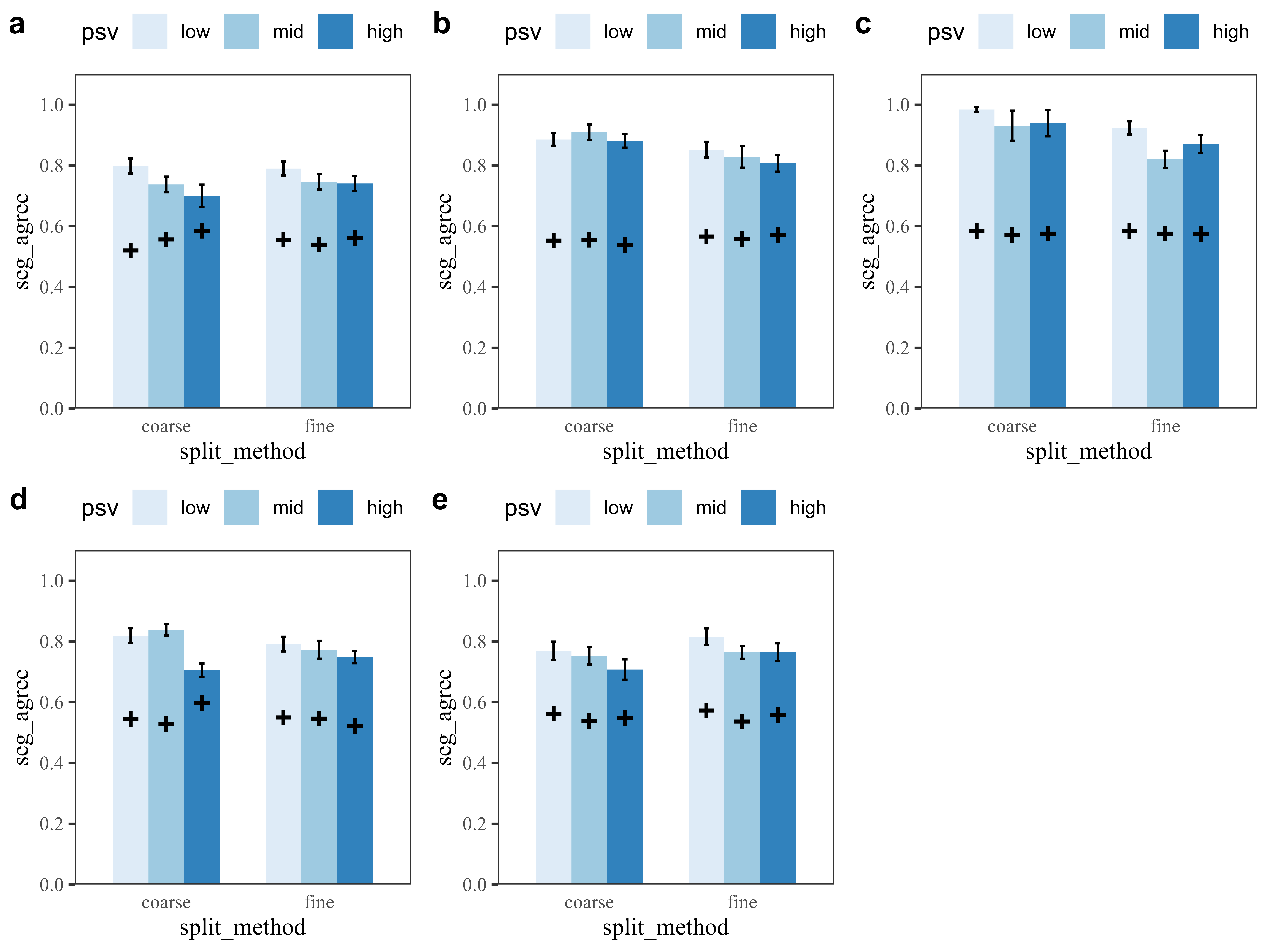 a psv low mid high
1.0
0.8
0.6
0.4
0.2
0.0
seg_agree
coarse fine
split_method
b psv low mid high
1.0
0.8
0.6
0.4
0.2
0.0
seg_agree
coarse fine
split_method
c psv low mid high
1.0
0.8
0.6
0.4
0.2
0.0
seg_agree
coarse fine
split_method
d psv low mid high
1.0
0.8
0.6
0.4
0.2
0.0
seg_agree
coarse fine
split_method
e psv low mid high
1.0
0.8
0.6
0.4
0.2
0.0
seg_agree
coarse fine
split_method